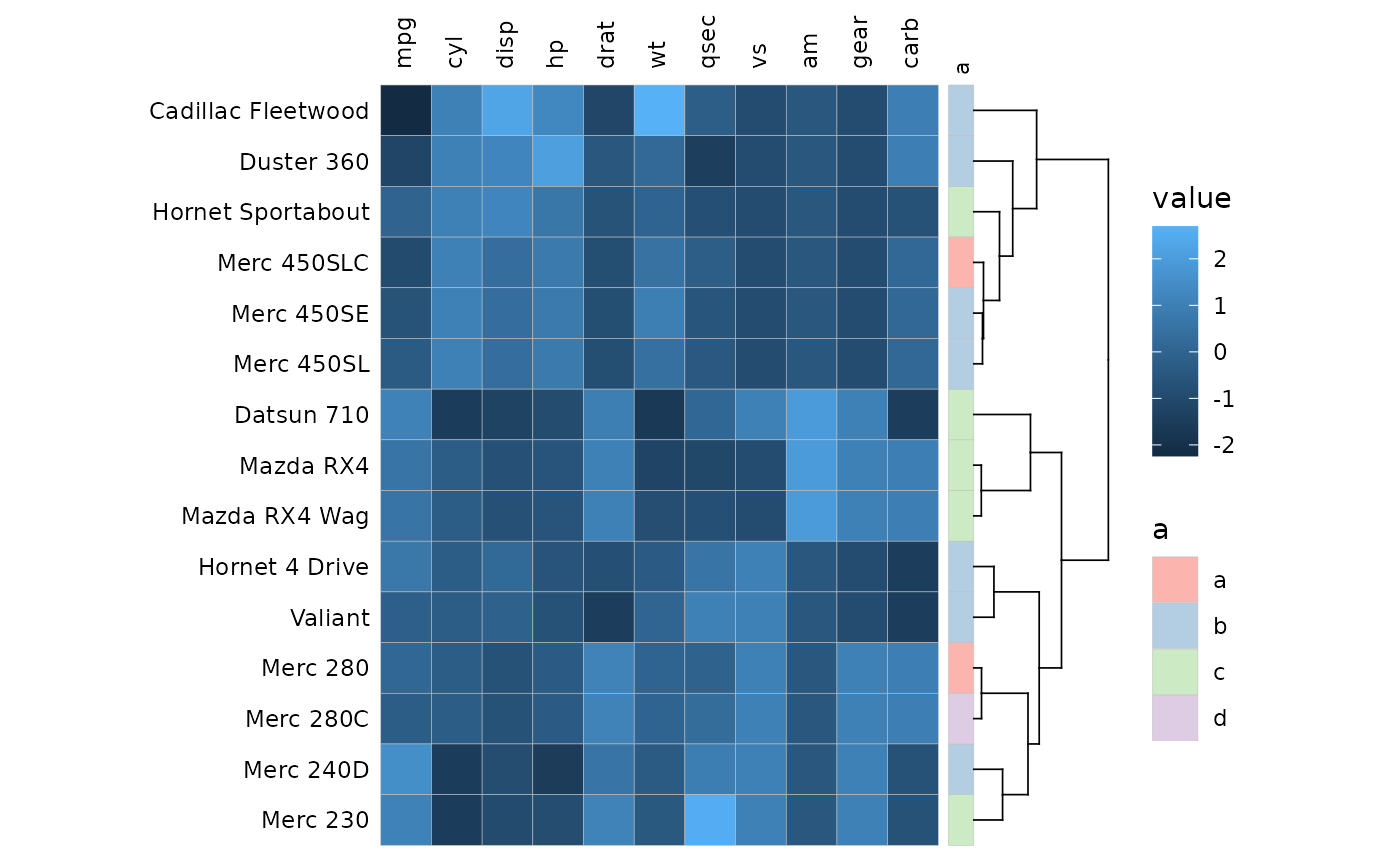 mpg cyl disp hp drat wt qsec vs am gear carb a
Cadillac Fleetwood
Duster 360
Hornet Sportabout
Merc 450SLC
Merc 450SE
Merc 450SL
Datsun 710
Mazda RX4
Mazda RX4 Wag
Hornet 4 Drive
Valiant
Merc 280
Merc 280C
Merc 240D
Merc 230
value
2
1
0
-1
-2
a
a
b
c
d